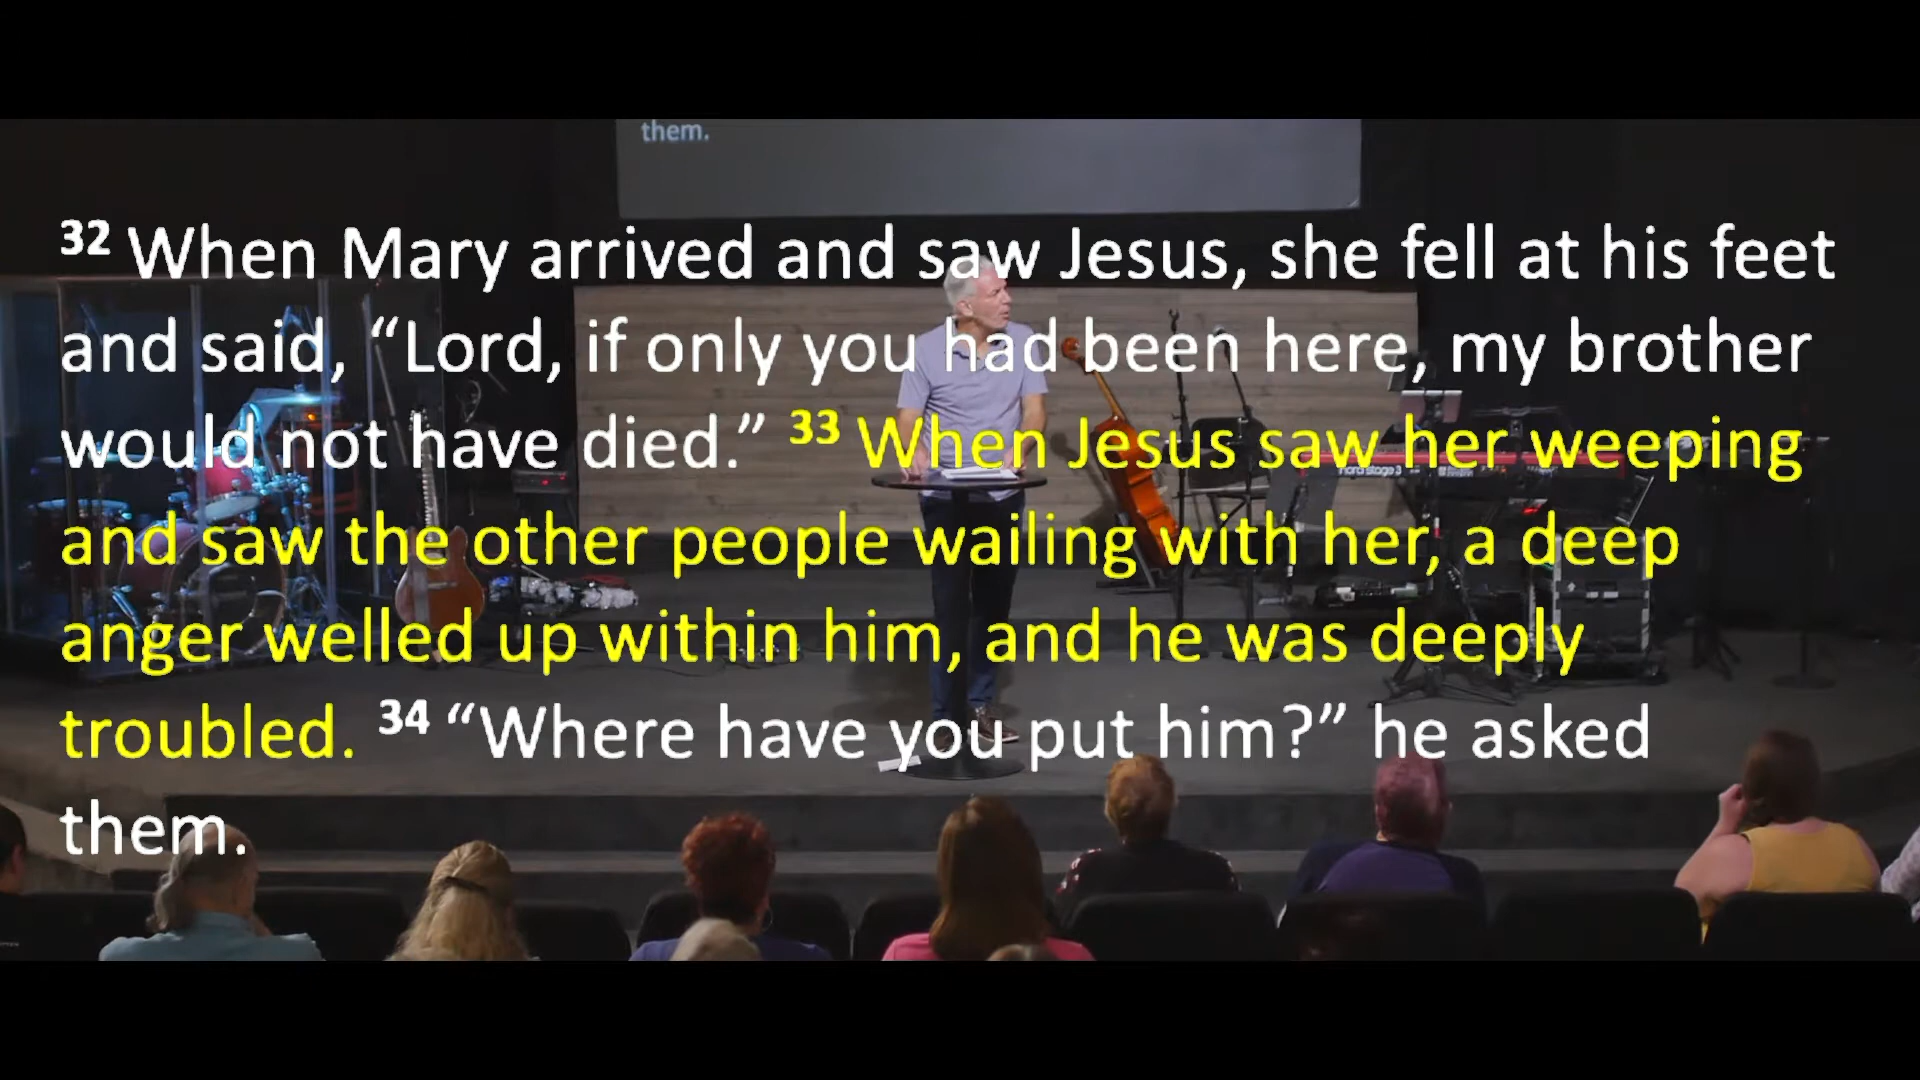 them.
32 When Mary arrived and saw Jesus, she fell at his feet
and said, “Lord, if only you had been here, my brother
would not have died.” 33 When Jesus saw her weeping
and saw the other people wailing with her, a deep
anger welled up within him, and he was deeply
troubled. 34 “Where have you put him?” he asked
them.
nord stage 3